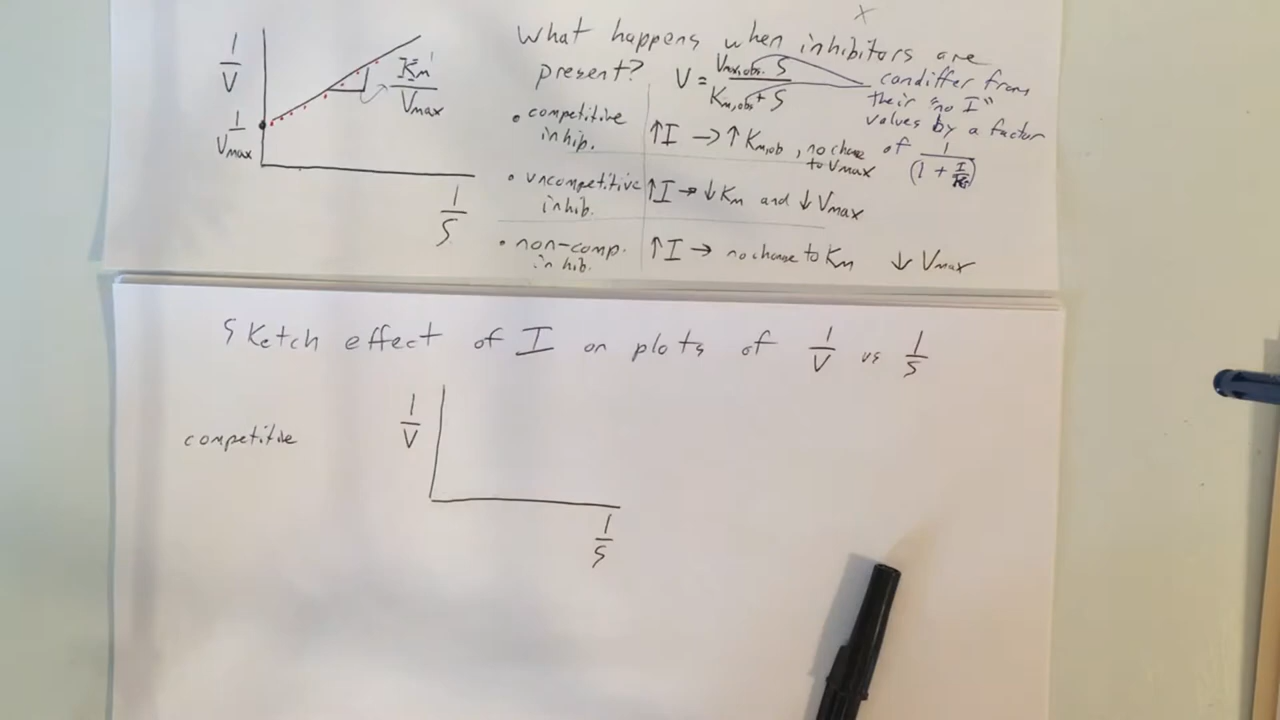 x
1/V
1/Vmax
Km/Vmax
1/S
What happens when inhibitors are
present? V = Vmax,obs. S / Km,obs + S
can differ from
their "no I"
values by a factor
of 1/(1 + I/Ki)
• competitive
inhib.
↑I → ↑ Km,ob , no change
to Vmax
• uncompetitive
inhib.
↑I → ↓ Km and ↓ Vmax
• non-comp.
inhib.
↑I → no change to Km ↓ Vmax
Sketch effect of I on plots of 1/V vs 1/S
competitive
1/V
1/S